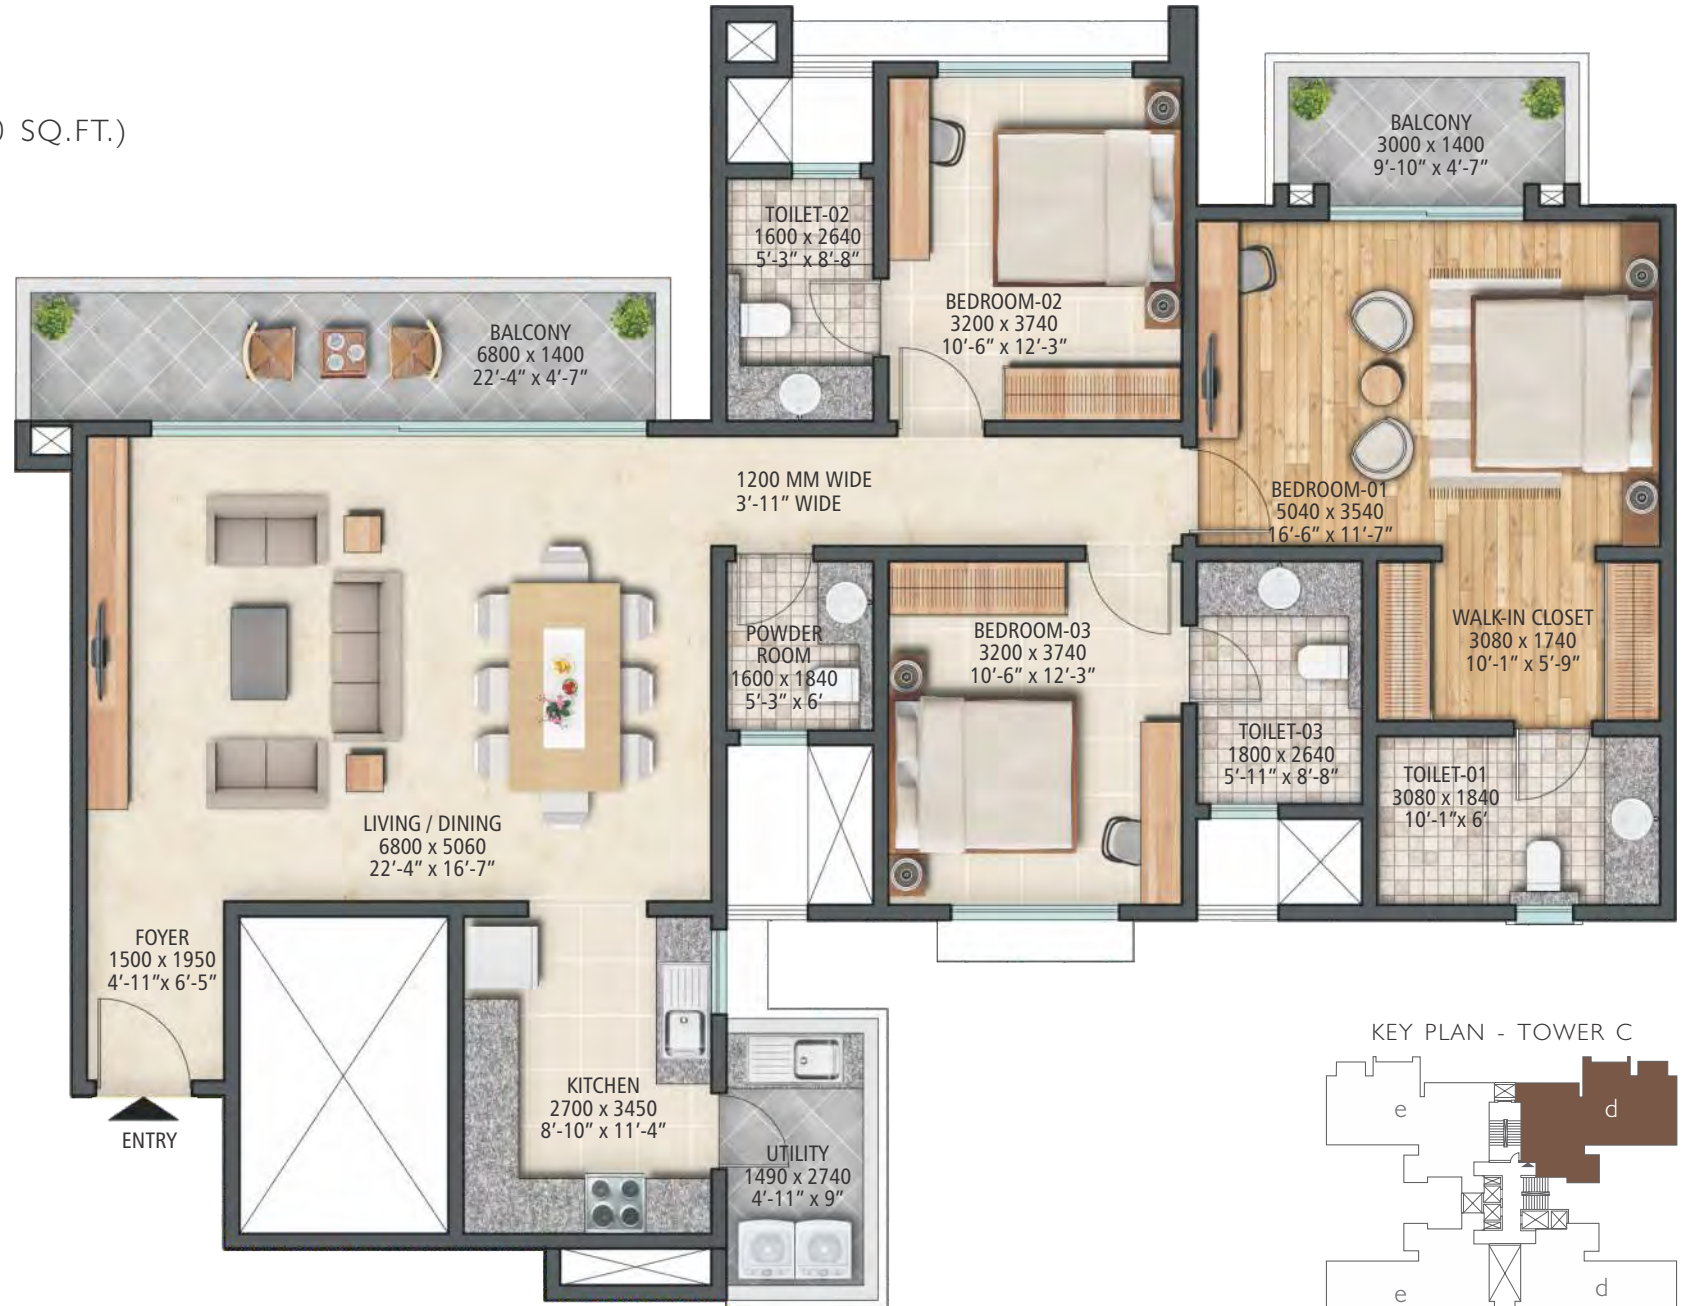 SQ.FT.)
TOILET-02
1600 x 2640
5'-3" x 8'-8"
BEDROOM-02
3200 x 3740
10'-6" x 12'-3"
BALCONY
3000 x 1400
9'-10" x 4'-7"
BALCONY
6800 x 1400
22'-4" x 4'-7"
1200 MM WIDE
3'-11" WIDE
BEDROOM-01
5040 x 3540
16'-6" x 11'-7"
POWDER
ROOM
1600 x 1840
5'-3" x 6'
BEDROOM-03
3200 x 3740
10'-6" x 12'-3"
WALK-IN CLOSET
3080 x 1740
10'-1" x 5'-9"
TOILET-03
1800 x 2640
5'-11" x 8'-8"
TOILET-01
3080 x 1840
10'-1"x 6'
LIVING / DINING
6800 x 5060
22'-4" x 16'-7"
FOYER
1500 x 1950
4'-11"x 6'-5"
KITCHEN
2700 x 3450
8'-10" x 11'-4"
ENTRY
UTILITY
1490 x 2740
4'-11" x 9"
KEY PLAN - TOWER C
e
d
e
d